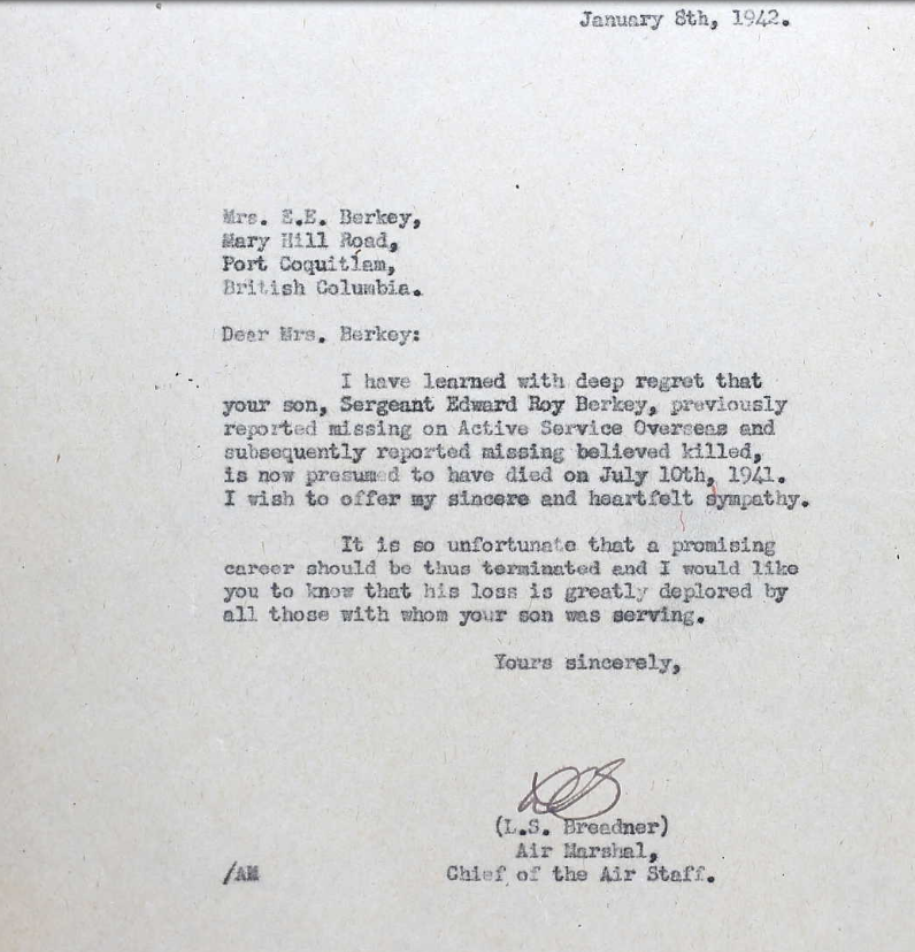 January 8th, 1942.
Mrs. E.E. Berkey,
Mary Hill Road,
Port Coquitlam,
British Columbia.
Dear Mrs. Berkey:
I have learned with deep regret that
your son, Sergeant Edward Roy Berkey, previously
reported missing on Active Service Overseas and
subsequently reported missing believed killed,
is now presumed to have died on July 10th, 1941.
I wish to offer my sincere and heartfelt sympathy.
It is so unfortunate that a promising
career should be thus terminated and I would like
you to know that his loss is greatly deplored by
all those with whom your son was serving.
Yours sincerely,
(L.S. Breadner)
Air Marshal,
/AM Chief of the Air Staff.